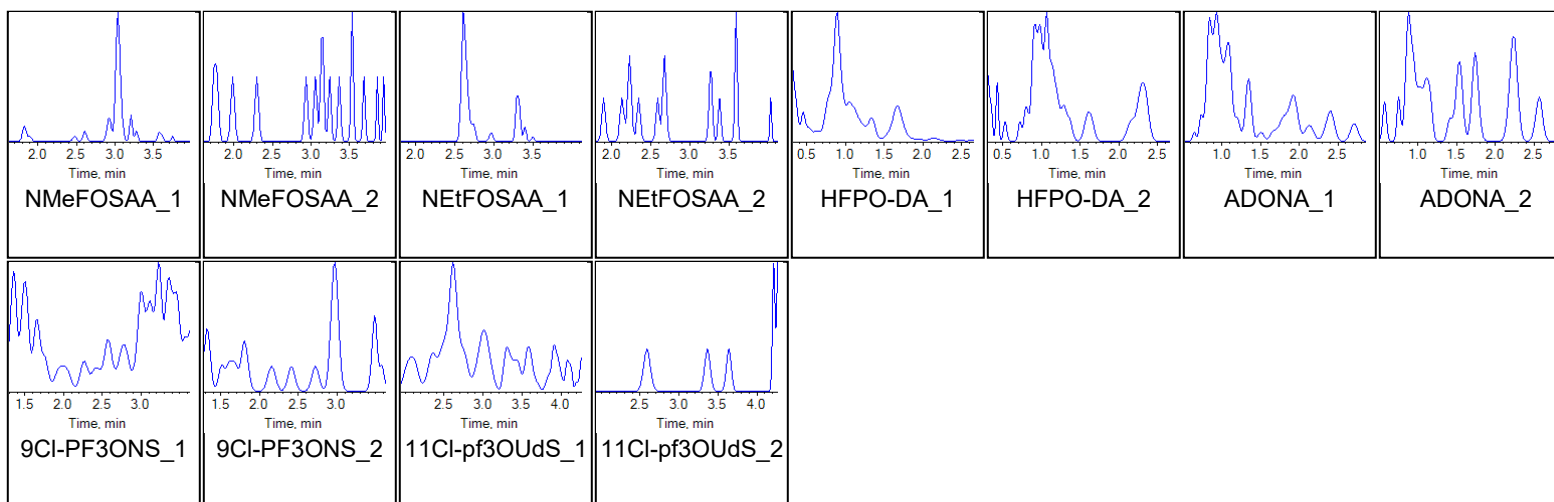 2.0 2.5 3.0 3.5
Time, min
NMeFOSAA_1
2.0 2.5 3.0 3.5
Time, min
NMeFOSAA_2
2.0 2.5 3.0 3.5
Time, min
NEtFOSAA_1
2.0 2.5 3.0 3.5
Time, min
NEtFOSAA_2
0.5 1.0 1.5 2.0 2.5
Time, min
HFPO-DA_1
0.5 1.0 1.5 2.0 2.5
Time, min
HFPO-DA_2
1.0 1.5 2.0 2.5
Time, min
ADONA_1
1.0 1.5 2.0 2.5
Time, min
ADONA_2
1.5 2.0 2.5 3.0
Time, min
9Cl-PF3ONS_1
1.5 2.0 2.5 3.0
Time, min
9Cl-PF3ONS_2
2.5 3.0 3.5 4.0
Time, min
11Cl-pf3OUdS_1
2.5 3.0 3.5 4.0
Time, min
11Cl-pf3OUdS_2